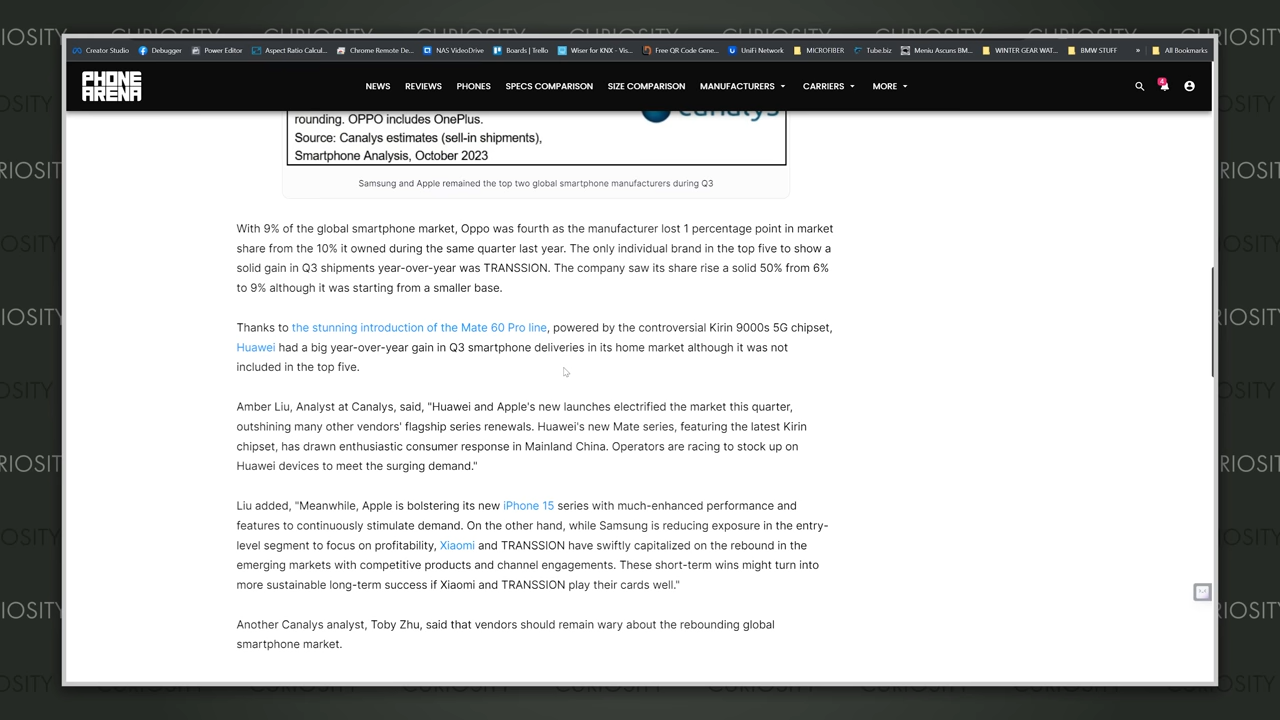 CURIOSITY CURIOSITY CURIOSITY CURIOSITY CURIOSITY
Creator Studio Debugger Power Editor Aspect Ratio Calcul... Chrome Remote De... NAS VideoDrive Boards | Trello Wiser for KNX - Vis... Free QR Code Gene... UniFi Network MICROFIBER Tube.biz Meniu Ascuns BM... WINTER GEAR WAT... BMW STUFF » All Bookmarks
PHONE
ARENA
NEWS REVIEWS PHONES SPECS COMPARISON SIZE COMPARISON MANUFACTURERS CARRIERS MORE
4
rounding. OPPO includes OnePlus.
canalys
Source: Canalys estimates (sell-in shipments),
Smartphone Analysis, October 2023
Samsung and Apple remained the top two global smartphone manufacturers during Q3
With 9% of the global smartphone market, Oppo was fourth as the manufacturer lost 1 percentage point in market
share from the 10% it owned during the same quarter last year. The only individual brand in the top five to show a
solid gain in Q3 shipments year-over-year was TRANSSION. The company saw its share rise a solid 50% from 6%
to 9% although it was starting from a smaller base.
Thanks to the stunning introduction of the Mate 60 Pro line, powered by the controversial Kirin 9000s 5G chipset,
Huawei had a big year-over-year gain in Q3 smartphone deliveries in its home market although it was not
included in the top five.
Amber Liu, Analyst at Canalys, said, "Huawei and Apple's new launches electrified the market this quarter,
outshining many other vendors' flagship series renewals. Huawei's new Mate series, featuring the latest Kirin
chipset, has drawn enthusiastic consumer response in Mainland China. Operators are racing to stock up on
Huawei devices to meet the surging demand."
Liu added, "Meanwhile, Apple is bolstering its new iPhone 15 series with much-enhanced performance and
features to continuously stimulate demand. On the other hand, while Samsung is reducing exposure in the entry-
level segment to focus on profitability, Xiaomi and TRANSSION have swiftly capitalized on the rebound in the
emerging markets with competitive products and channel engagements. These short-term wins might turn into
more sustainable long-term success if Xiaomi and TRANSSION play their cards well."
Another Canalys analyst, Toby Zhu, said that vendors should remain wary about the rebounding global
smartphone market.